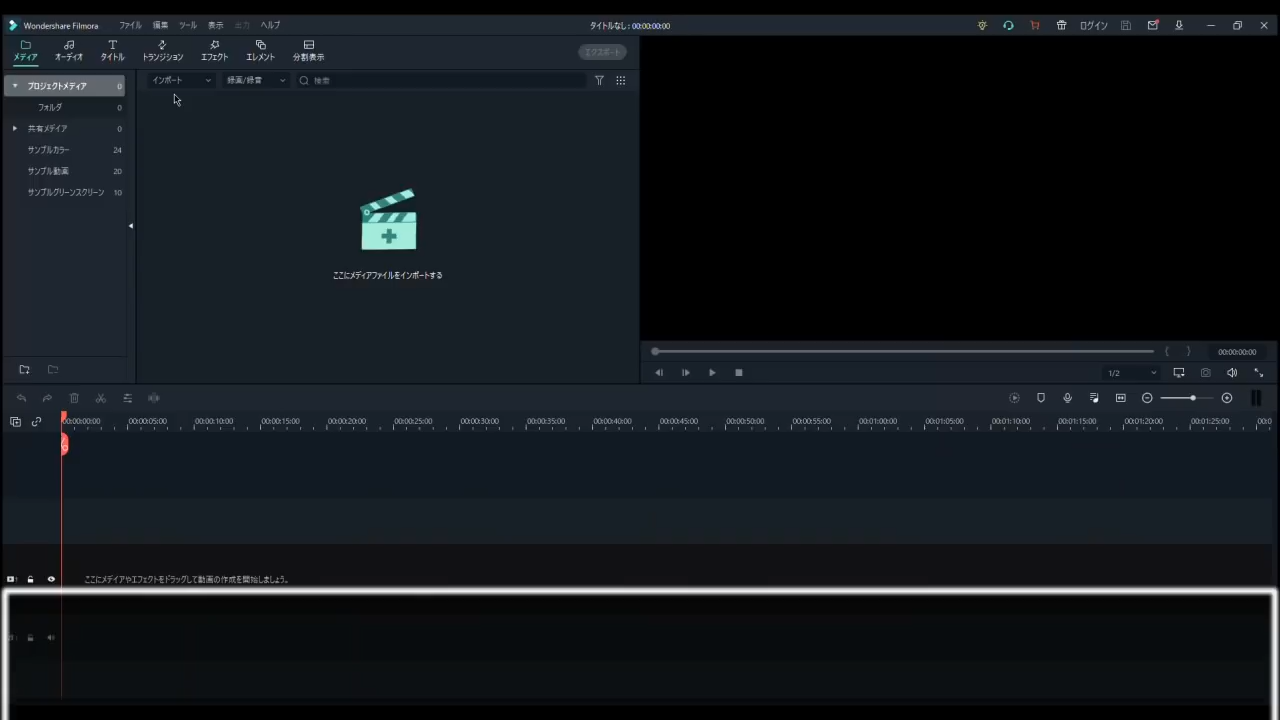 Wondershare Filmora ファイル 編集 ツール 表示 出力 ヘルプ タイトルなし : 00:00:00:00 ログイン
メディア オーディオ タイトル トランジション エフェクト エレメント 分割表示 エクスポート
プロジェクトメディア 0 インポート 録画/録音 検索
フォルダ 0
共有メディア 0
サンプルカラー 24
サンプル動画 20
サンプルグリーンスクリーン 10
ここにメディアファイルをインポートする
00:00:00:00
1/2
00:00:00:00 00:00:05:00 00:00:10:00 00:00:15:00 00:00:20:00 00:00:25:00 00:00:30:00 00:00:35:00 00:00:40:00 00:00:45:00 00:00:50:00 00:00:55:00 00:01:00:00 00:01:05:00 00:01:10:00 00:01:15:00 00:01:20:00 00:01:25:00
ここにメディアやエフェクトをドラッグして動画の作成を開始しましょう。